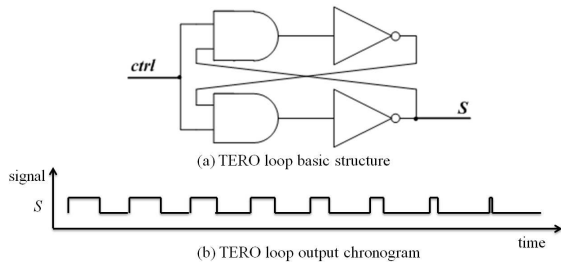 ctrl
S
(a) TERO loop basic structure
signal
S
time
(b) TERO loop output chronogram